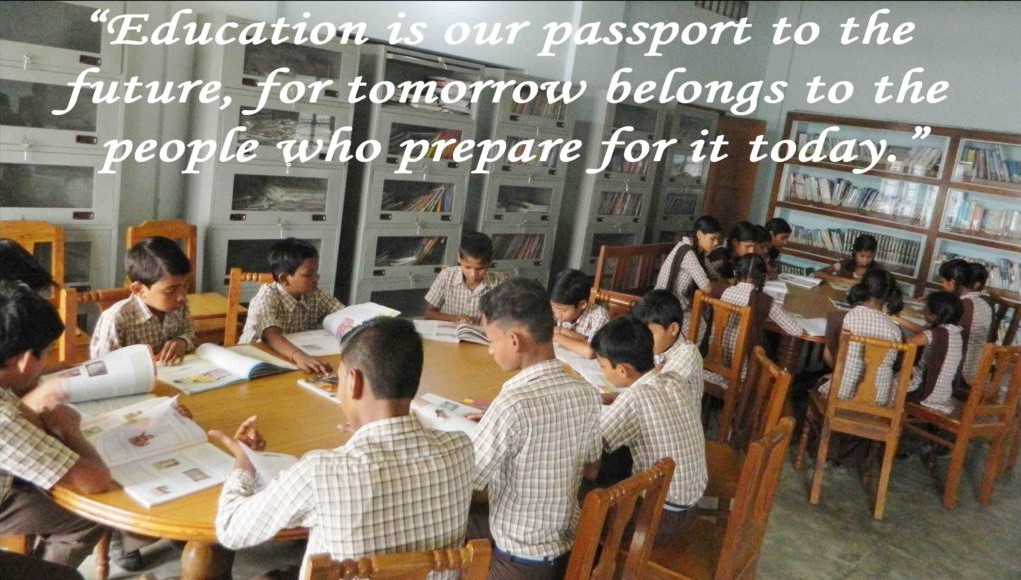 “Education is our passport to the
future, for tomorrow belongs to the
people who prepare for it today.”